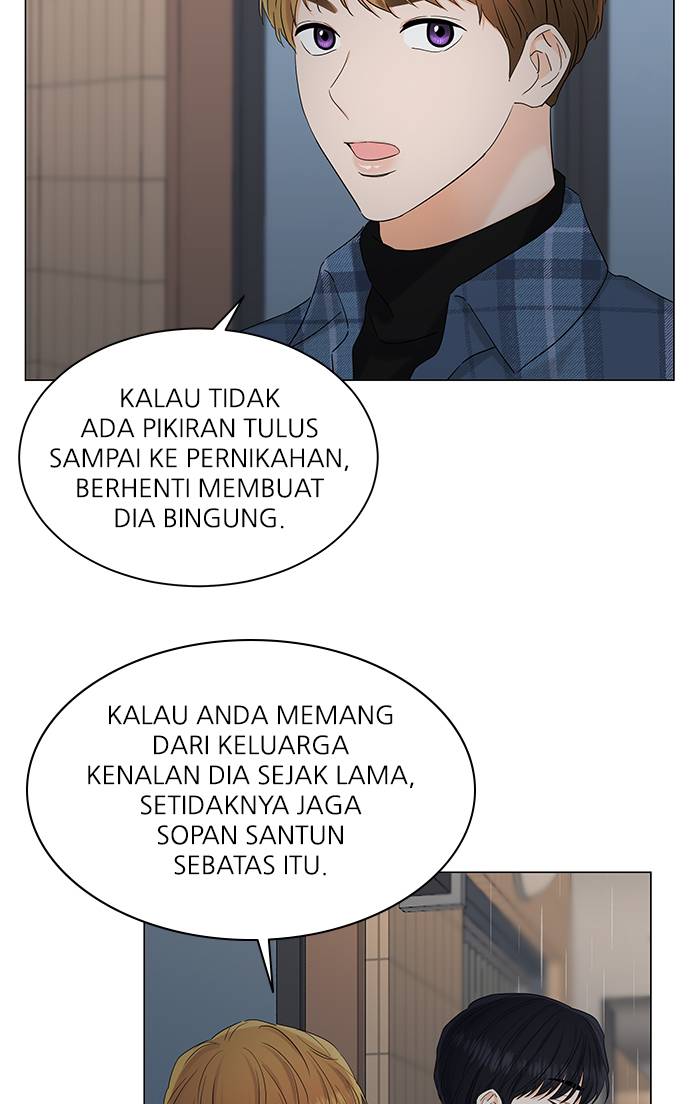 KALAU TIDAK
ADA PIKIRAN TULUS
SAMPAI KE PERNIKAHAN,
BERHENTI MEMBUAT
DIA BINGUNG.
KALAU ANDA MEMANG
DARI KELUARGA
KENALAN DIA SEJAK LAMA,
SETIDAKNYA JAGA
SOPAN SANTUN
SEBATAS ITU.